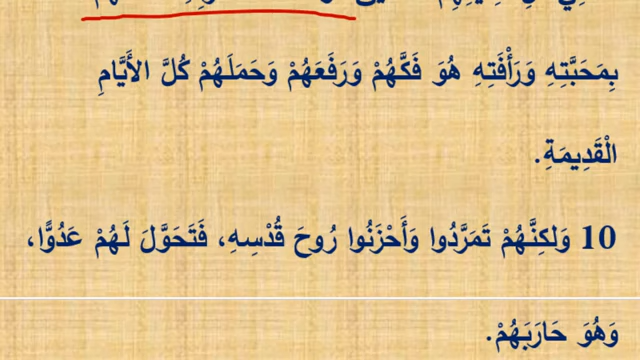 بِمَحَبَّتِهِ وَرَأْفَتِهِ هُوَ فَكَّهُمْ وَرَفَعَهُمْ وَحَمَلَهُمْ كُلَّ الأَيَّامِ
الْقَدِيمَةِ.
10 وَلكِنَّهُمْ تَمَرَّدُوا وَأَحْزَنُوا رُوحَ قُدْسِهِ، فَتَحَوَّلَ لَهُمْ عَدُوًّا،
وَهُوَ حَارَبَهُمْ.